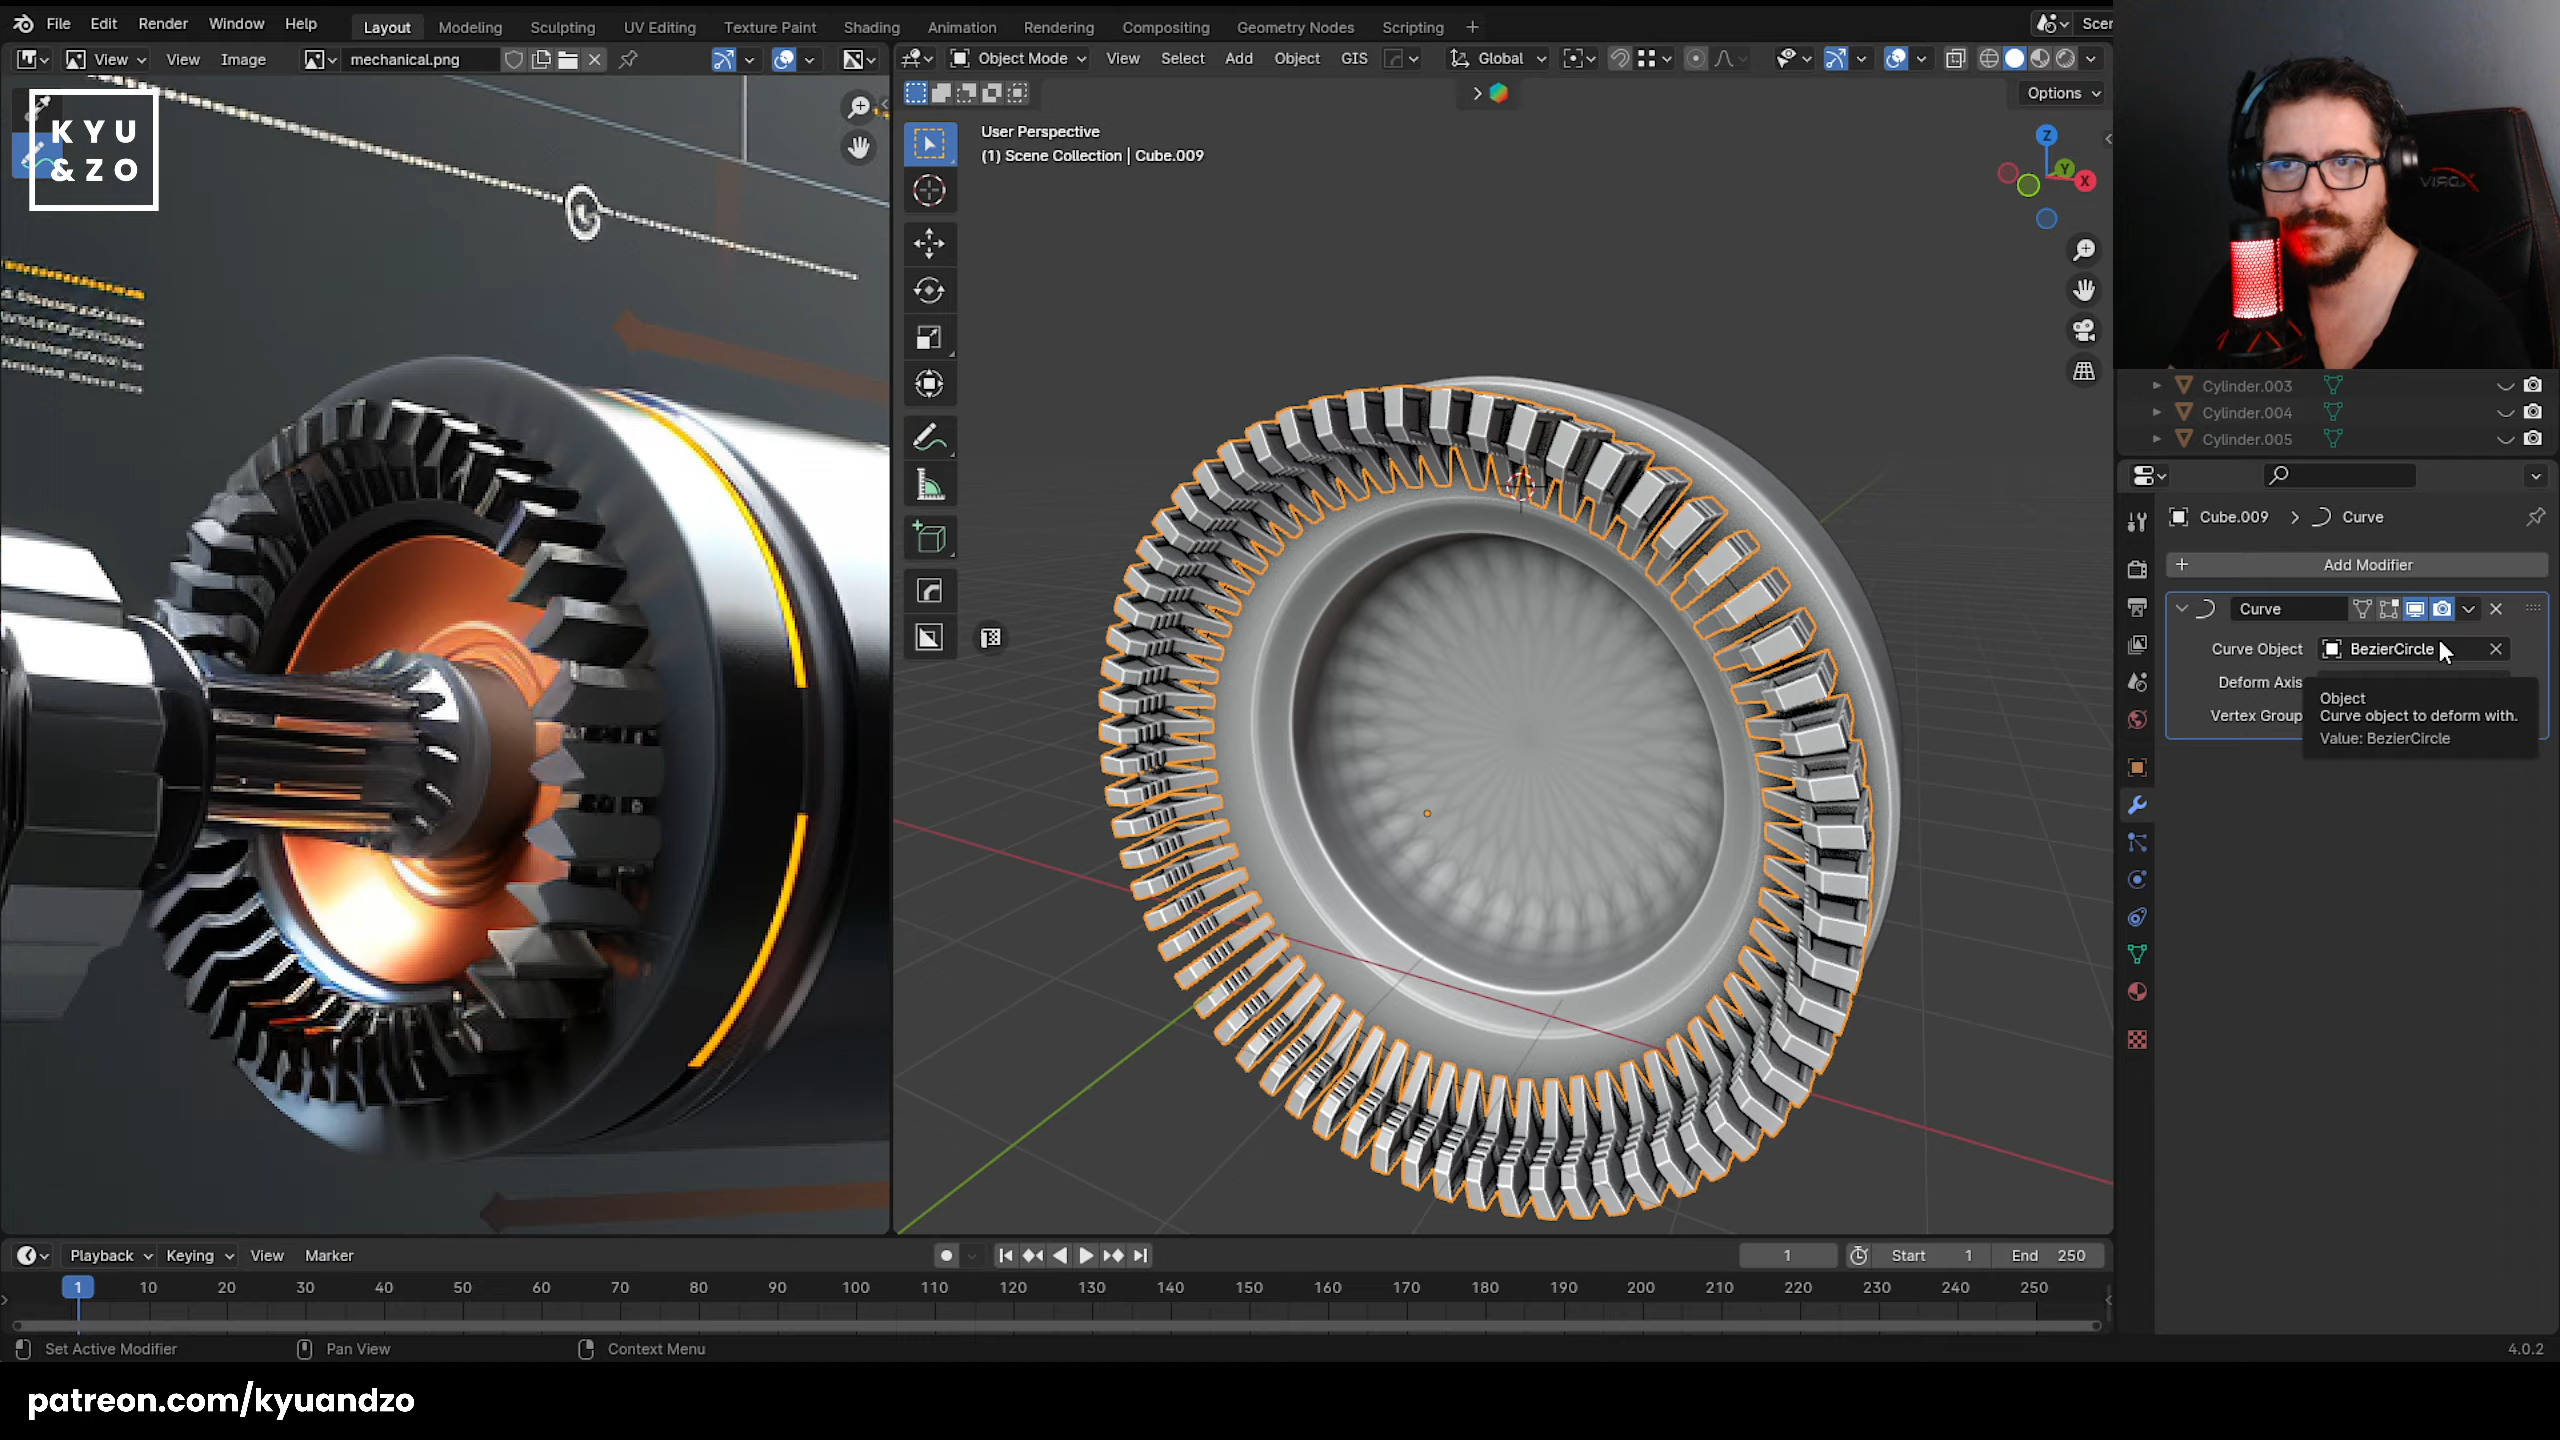 File Edit Render Window Help Layout Modeling Sculpting UV Editing Texture Paint Shading Animation Rendering Compositing Geometry Nodes Scripting + Scen
View View Image mechanical.png Object Mode View Select Add Object GIS Global
Options
KYU
&ZO
User Perspective
(1) Scene Collection | Cube.009
Z
Y
X
VIROX
Cylinder.003
Cylinder.004
Cylinder.005
Cube.009 > Curve
+ Add Modifier
Curve
Curve Object BezierCircle
Deform Axis
Vertex Group
Object
Curve object to deform with.
Value: BezierCircle
Playback Keying View Marker 1 Start 1 End 250
1 10 20 30 40 50 60 70 80 90 100 110 120 130 140 150 160 170 180 190 200 210 220 230 240 250
Set Active Modifier Pan View Context Menu 4.0.2
patreon.com/kyuandzo